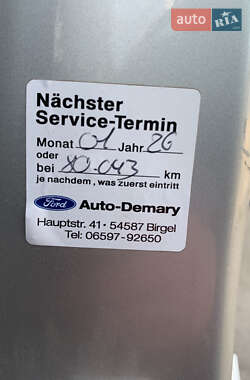 auto RIA
Nächster
Service-Termin
Monat 01 Jahr 26
oder
bei 80.043 km
je nachdem, was zuerst eintritt
Ford Auto-Demary
Hauptstr. 41 · 54587 Birgel
Tel: 06597-92650